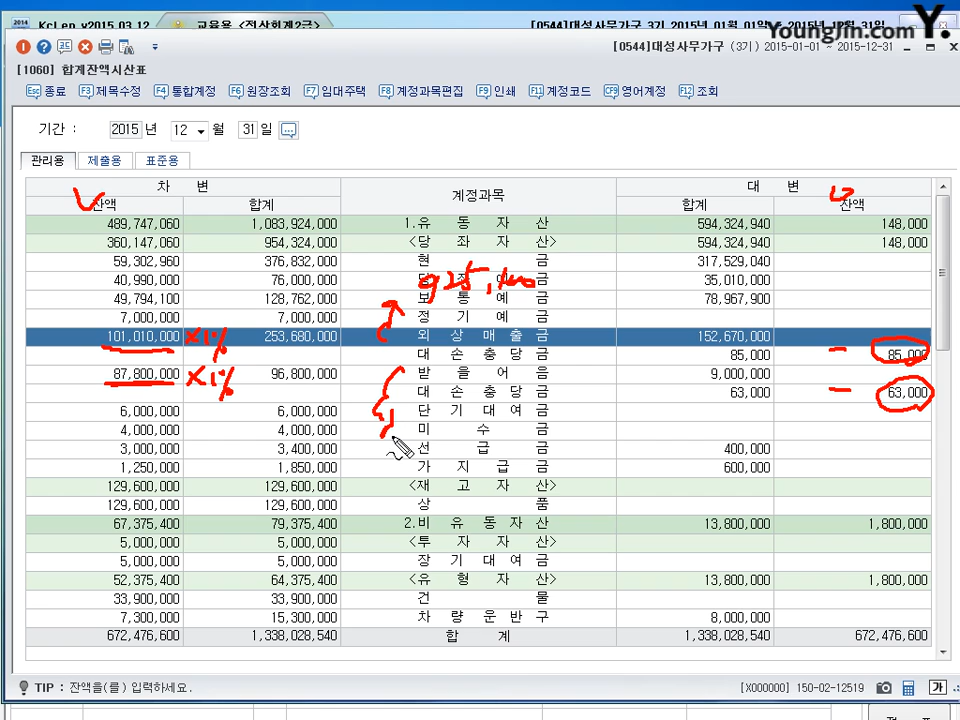 KcLep v2015.03.12 교육용 <전산회계2급> [0544]대성사무가구 3기 2015년01월01일~2015년12월31일
YoungJin.com Y.
[0544]대성사무가구 (3기) 2015-01-01 ~ 2015-12-31
[1060] 합계잔액시산표
Esc 종료 F3 제목수정 F4 통합계정 F6 원장조회 F7 임대주택 F8 계정과목편집 F9 인쇄 F11 계정코드 CF9 영어계정 F12 조회
기간 : 2015 년 12 월 31 일
관리용 제출용 표준용
차 변 계정과목 대 변
잔액 합계 합계 잔액
489,747,060 1,083,924,000 1.유 동 자 산 594,324,940 148,000
360,147,060 954,324,000 <당 좌 자 산> 594,324,940 148,000
59,302,960 376,832,000 현 금 317,529,040
40,990,000 76,000,000 당 좌 예 금 35,010,000
925,100
49,794,100 128,762,000 보 통 예 금 78,967,900
7,000,000 7,000,000 정 기 예 금
101,010,000 ×1% 253,680,000 외 상 매 출 금 152,670,000
대 손 충 당 금 85,000 - 85,000
87,800,000 ×1% 96,800,000 받 을 어 음 9,000,000
대 손 충 당 금 63,000 - 63,000
6,000,000 6,000,000 단 기 대 여 금
4,000,000 4,000,000 미 수 금
3,000,000 3,400,000 선 급 금 400,000
1,250,000 1,850,000 가 지 급 금 600,000
129,600,000 129,600,000 <재 고 자 산>
129,600,000 129,600,000 상 품
67,375,400 79,375,400 2.비 유 동 자 산 13,800,000 1,800,000
5,000,000 5,000,000 <투 자 자 산>
5,000,000 5,000,000 장 기 대 여 금
52,375,400 64,375,400 <유 형 자 산> 13,800,000 1,800,000
33,900,000 33,900,000 건 물
7,300,000 15,300,000 차 량 운 반 구 8,000,000
672,476,600 1,338,028,540 합 계 1,338,028,540 672,476,600
TIP : 잔액을(를) 입력하세요. [X000000] 150-02-12519 가